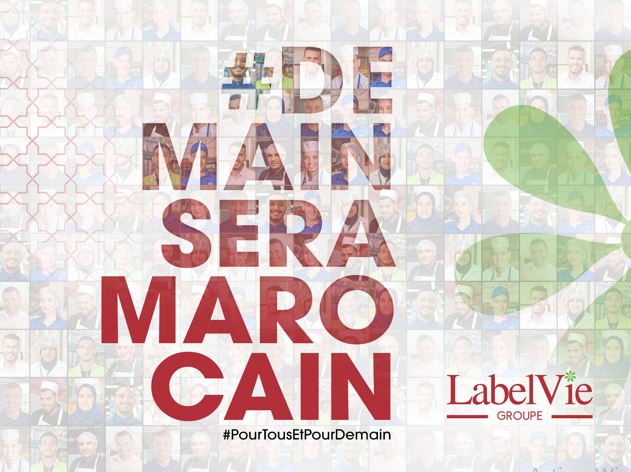 #DE
MAIN
SERA
MARO
CAIN
#PourTousEtPourDemain
LabelVie
GROUPE